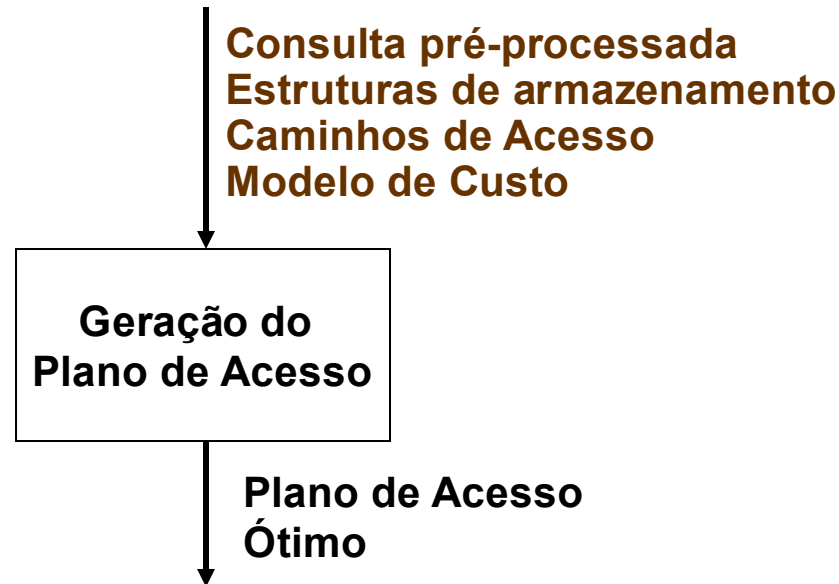 Consulta pré-processada
Estruturas de armazenamento
Caminhos de Acesso
Modelo de Custo
Geração do
Plano de Acesso
Plano de Acesso
Ótimo